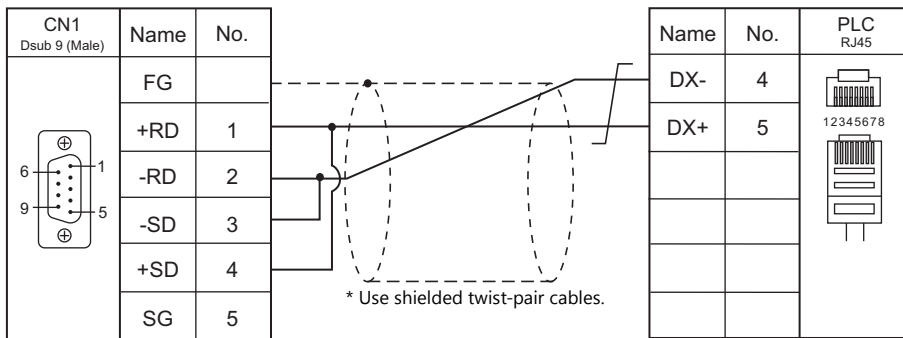 CN1
Dsub 9 (Male)
Name No.
FG
+RD 1
-RD 2
-SD 3
+SD 4
SG 5
6 1
9 5
* Use shielded twist-pair cables.
Name No.
DX- 4
DX+ 5
PLC
RJ45
12345678